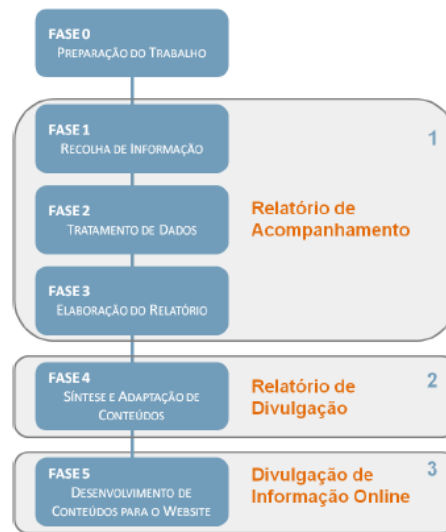 FASE 0
PREPARAÇÃO DO TRABALHO
FASE 1
RECOLHA DE INFORMAÇÃO
1
FASE 2
TRATAMENTO DE DADOS
Relatório de
Acompanhamento
FASE 3
ELABORAÇÃO DO RELATÓRIO
FASE 4
SÍNTESE E ADAPTAÇÃO DE
CONTEÚDOS
Relatório de
Divulgação
2
FASE 5
DESENVOLVIMENTO DE
CONTEÚDOS PARA O WEBSITE
Divulgação de
Informação Online
3